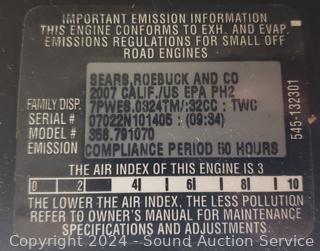 IMPORTANT EMISSION INFORMATION
THIS ENGINE CONFORMS TO EXH. AND EVAP.
EMISSIONS REGULATIONS FOR SMALL OFF
ROAD ENGINES
SEARS,ROEBUCK AND CO
2007 CALIF./US EPA PH2
FAMILY DISP. 7PWES.0324TM/:32CC : TWC
SERIAL # 07022N101405 : (09:34)
MODEL # 358.791070
EMISSION COMPLIANCE PERIOD 50 HOURS
545-132301
THE AIR INDEX OF THIS ENGINE IS 3
0 2 4 6 8 10
THE LOWER THE AIR INDEX, THE LESS POLLUTION
REFER TO OWNER'S MANUAL FOR MAINTENANCE
SPECIFICATIONS AND ADJUSTMENTS.
Copyright 2024 - Sound Auction Service